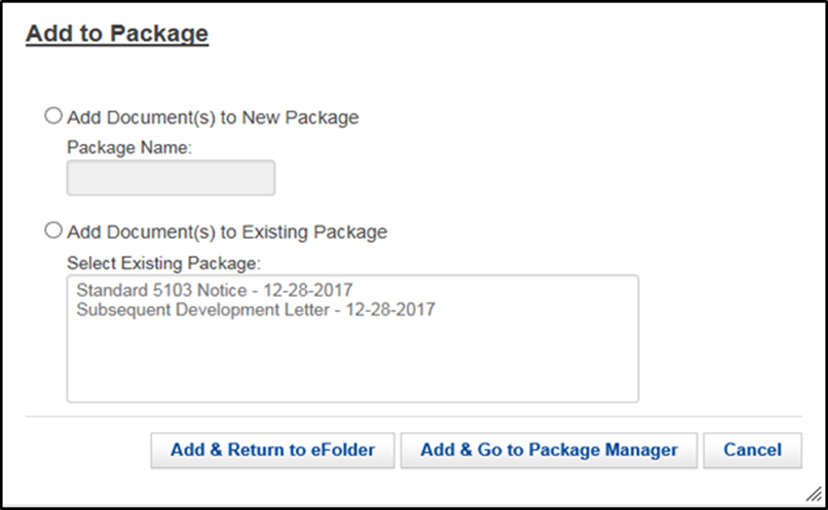 Add to Package
Add Document(s) to New Package
Package Name:
Add Document(s) to Existing Package
Select Existing Package:
Standard 5103 Notice - 12-28-2017
Subsequent Development Letter - 12-28-2017
Add & Return to eFolder Add & Go to Package Manager Cancel